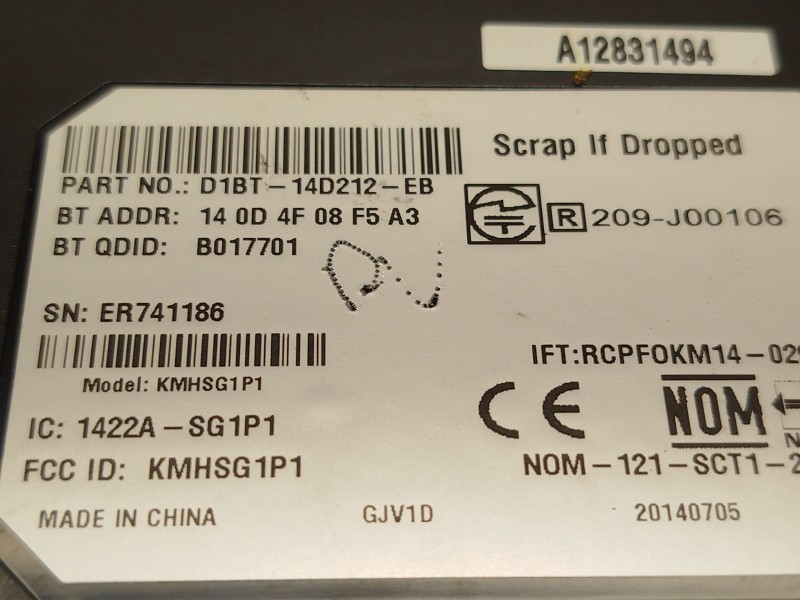 A12831494
Scrap If Dropped
PART NO.: D1BT-14D212-EB
BT ADDR: 14 0D 4F 08 F5 A3
R 209-J00106
BT QDID: B017701
SN: ER741186
IFT:RCPFOKM14-029
Model: KMHSG1P1
CE NOM
IC: 1422A-SG1P1
FCC ID: KMHSG1P1
NOM-121-SCT1-2
MADE IN CHINA
GJV1D
20140705